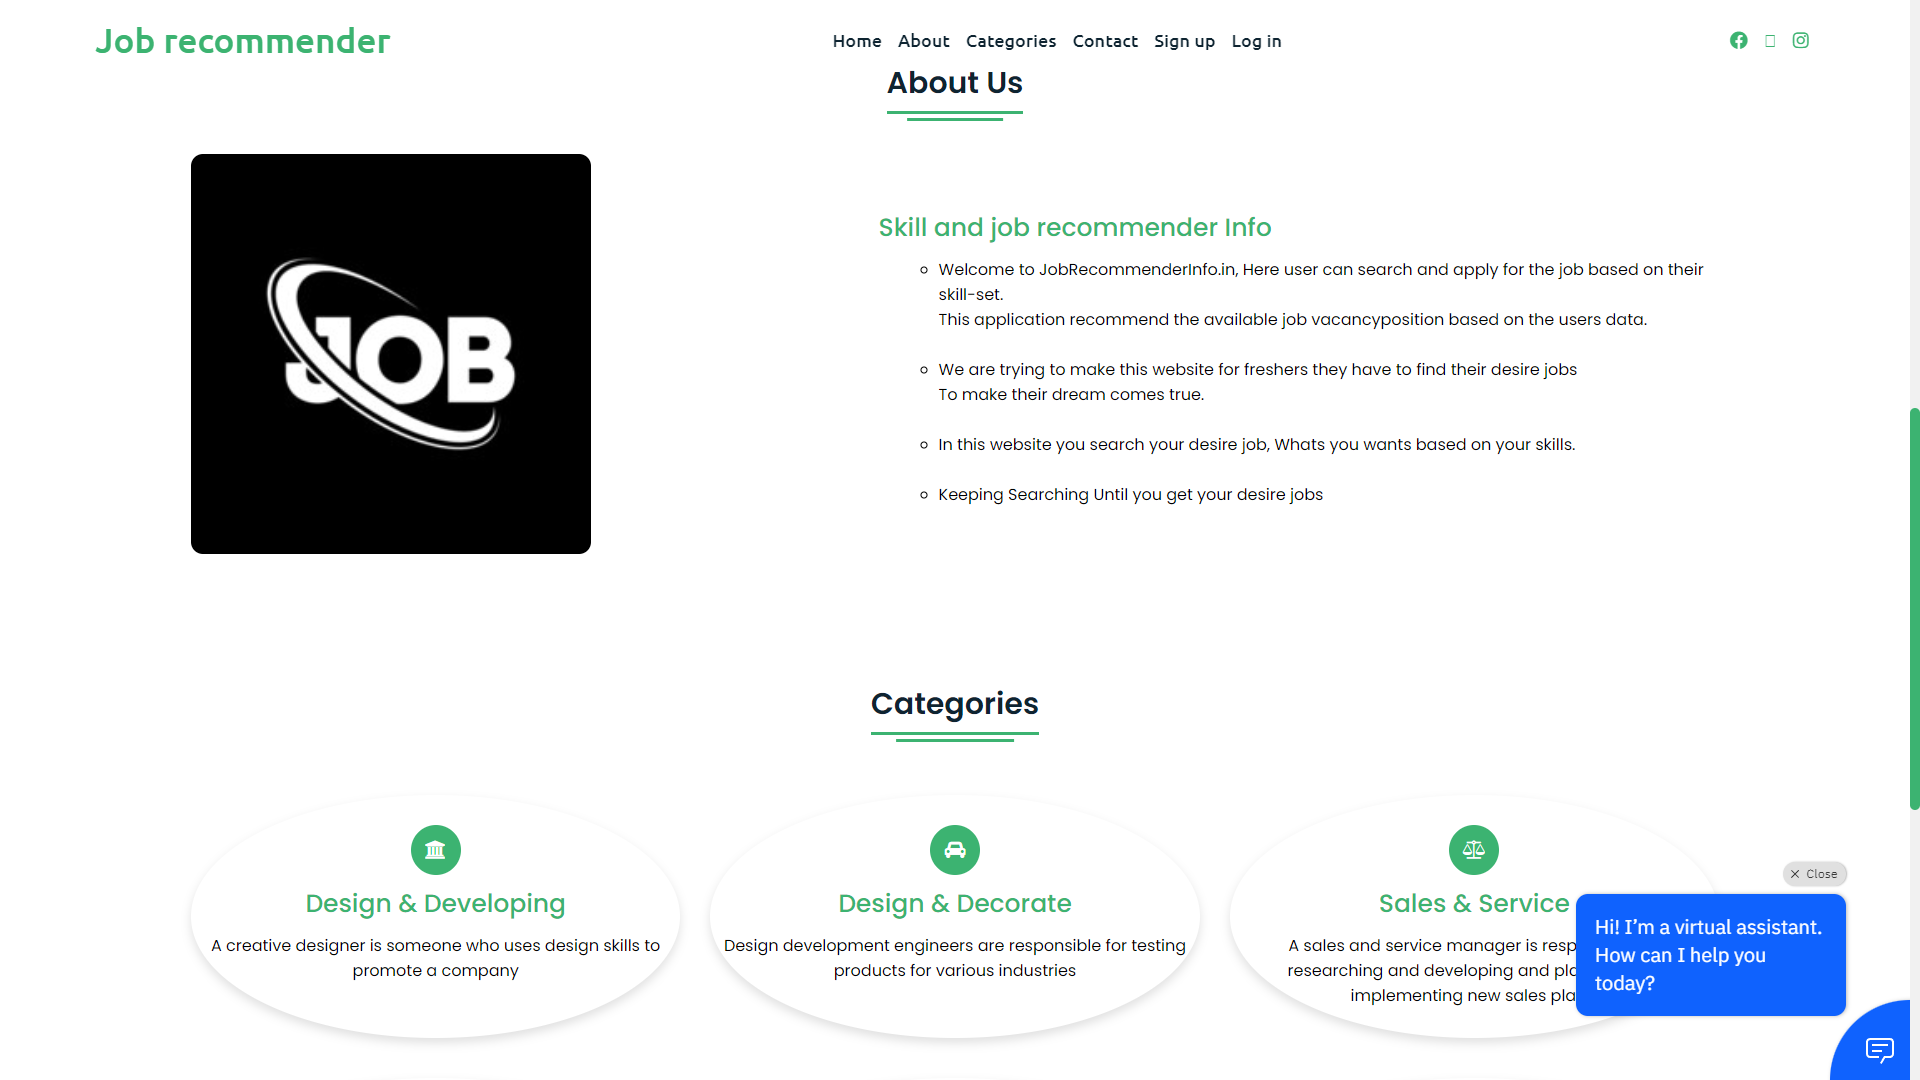 Job recommender
Home About Categories Contact Sign up Log in
About Us
JOB
Skill and job recommender Info
Welcome to JobRecommenderInfo.in, Here user can search and apply for the job based on their
skill-set.
This application recommend the available job vacancyposition based on the users data.
We are trying to make this website for freshers they have to find their desire jobs
To make their dream comes true.
In this website you search your desire job, Whats you wants based on your skills.
Keeping Searching Until you get your desire jobs
Categories
Design & Developing
A creative designer is someone who uses design skills to
promote a company
Design & Decorate
Design development engineers are responsible for testing
products for various industries
Sales & Service
A sales and service manager is resp
researching and developing and pla
implementing new sales pla
Close
Hi! I’m a virtual assistant.
How can I help you
today?